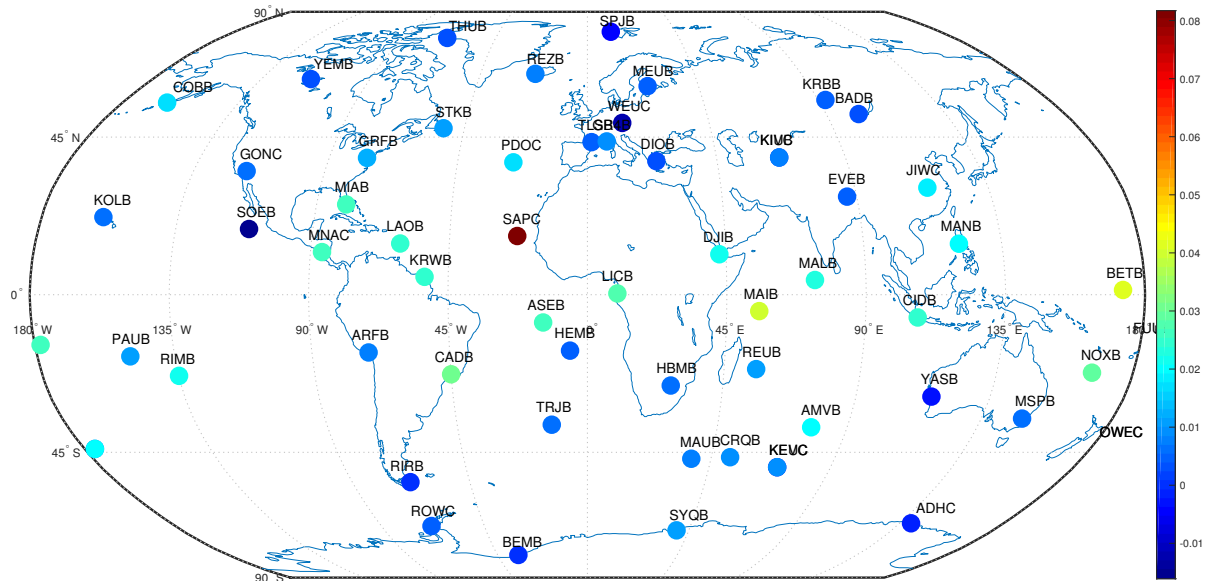 90° N
0.08
THUB
SPJB
YEMB
REZB
0.07
MEUB
COBB
KRBB
BADB
WEUC
0.06
STKB
45° N
GRFB
PDOC
DIOB
KIVB
GONC
EVEB
JIWC
0.05
MIAB
KOLB
SOEB
SAPC
LAOB
MNAC
DJIB
MANB
0.04
KRWB
LICB
MALB
BETB
0°
ASEB
MAIB
CIDB
0.03
180° W
135° W
90° W
45° W
0°
45° E
90° E
135° E
180°
PAUB
ARFB
HEMB
RIMB
CADB
REUB
NOXB
HBMB
YASB
0.02
TRJB
AMVB
MSPB
OWEC
45° S
MAUB
CRQB
0.01
RIRB
ROWC
SYQB
ADHC
0
BEMB
-0.01
90° S